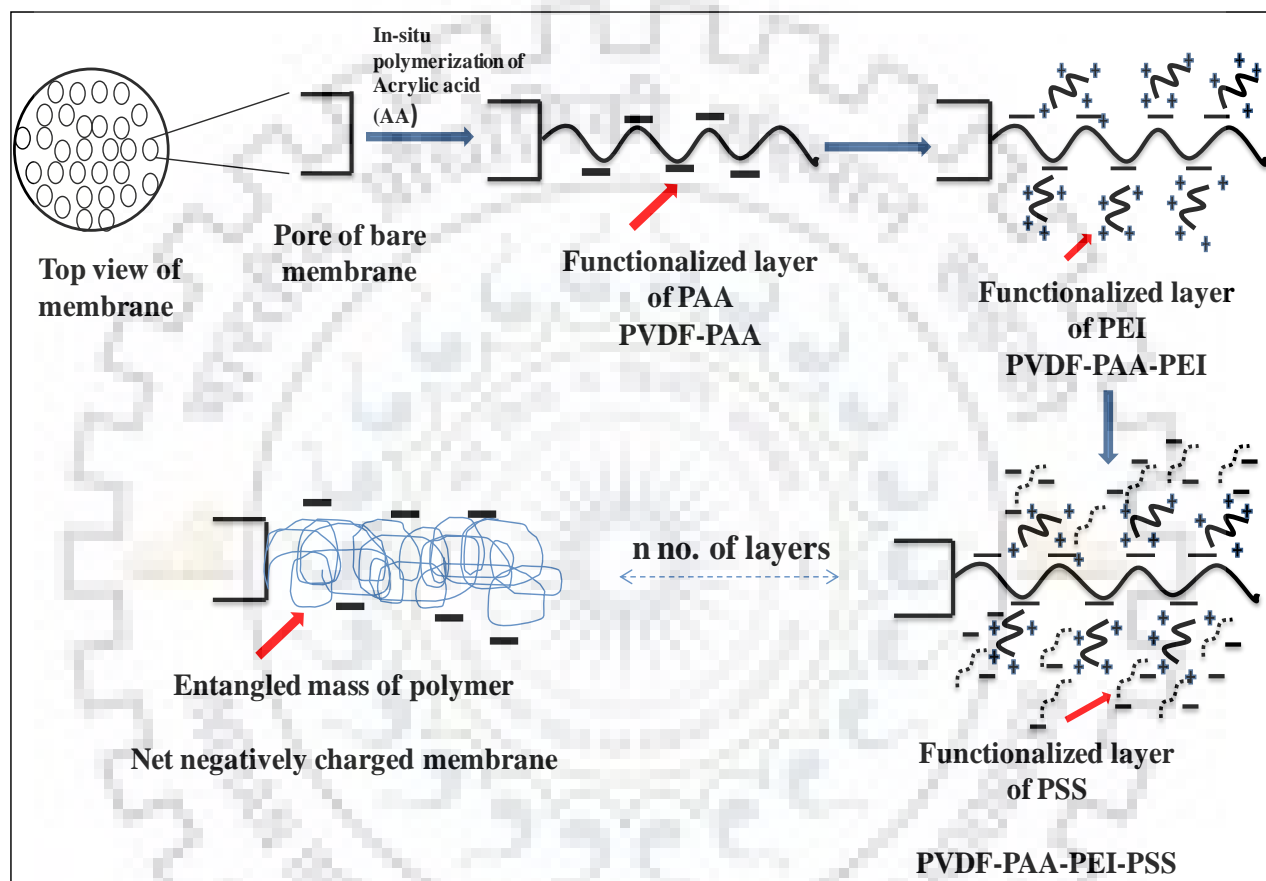 In-situ
polymerization of
Acrylic acid
(AA)
Top view of
membrane
Pore of bare
membrane
Functionalized layer
of PAA
PVDF-PAA
Functionalized layer
of PEI
PVDF-PAA-PEI
n no. of layers
Entangled mass of polymer
Net negatively charged membrane
Functionalized layer
of PSS
PVDF-PAA-PEI-PSS